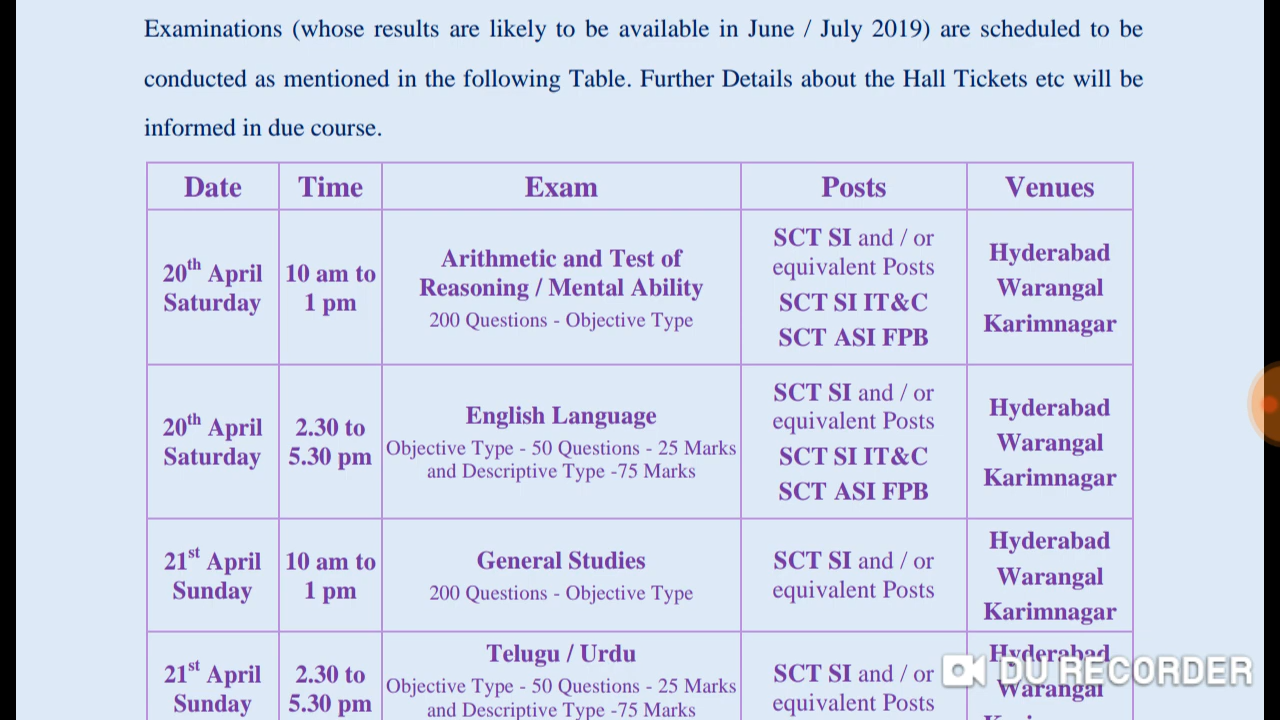 Examinations (whose results are likely to be available in June / July 2019) are scheduled to be
conducted as mentioned in the following Table. Further Details about the Hall Tickets etc will be
informed in due course.
Date Time Exam Posts Venues
20th April
Saturday
10 am to
1 pm
Arithmetic and Test of
Reasoning / Mental Ability
200 Questions - Objective Type
SCT SI and / or
equivalent Posts
SCT SI IT&C
SCT ASI FPB
Hyderabad
Warangal
Karimnagar
20th April
Saturday
2.30 to
5.30 pm
English Language
Objective Type - 50 Questions - 25 Marks
and Descriptive Type -75 Marks
SCT SI and / or
equivalent Posts
SCT SI IT&C
SCT ASI FPB
Hyderabad
Warangal
Karimnagar
21st April
Sunday
10 am to
1 pm
General Studies
200 Questions - Objective Type
SCT SI and / or
equivalent Posts
Hyderabad
Warangal
Karimnagar
21st April
Sunday
2.30 to
5.30 pm
Telugu / Urdu
Objective Type - 50 Questions - 25 Marks
and Descriptive Type -75 Marks
SCT SI and / or
equivalent Posts
Hyderabad
Warangal
DU RECORDER